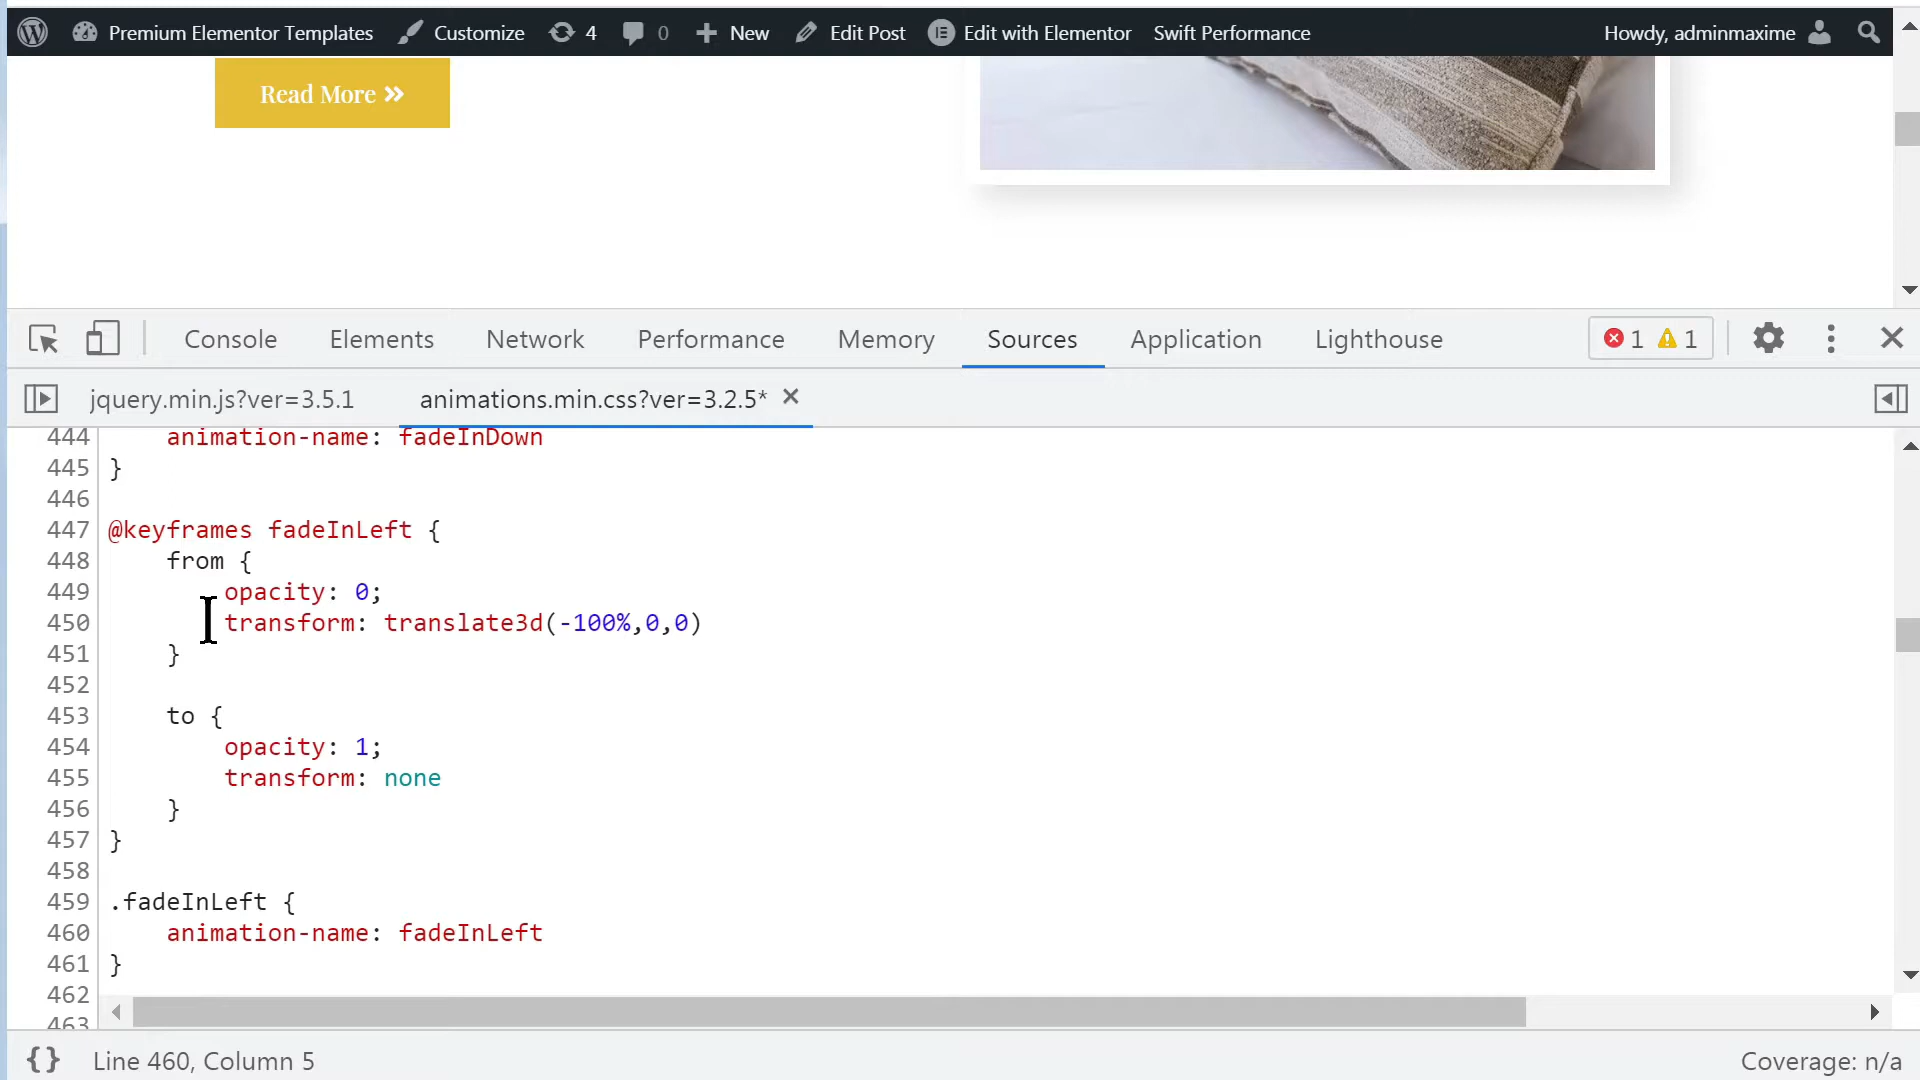 Premium Elementor Templates Customize 4 0 New Edit Post Edit with Elementor Swift Performance Howdy, adminmaxime
Read More »
Console Elements Network Performance Memory Sources Application Lighthouse 1 1
jquery.min.js?ver=3.5.1 animations.min.css?ver=3.2.5* ×
444 animation-name: fadeInDown
445 }
446
447 @keyframes fadeInLeft {
448 from {
449 opacity: 0;
450 transform: translate3d(-100%,0,0)
451 }
452
453 to {
454 opacity: 1;
455 transform: none
456 }
457 }
458
459 .fadeInLeft {
460 animation-name: fadeInLeft
461 }
462
463
{} Line 460, Column 5 Coverage: n/a